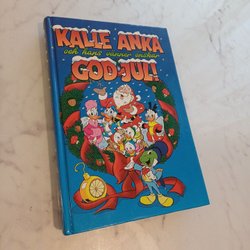 KALLE ANKA
och hans vänner önskar
GOD JUL!